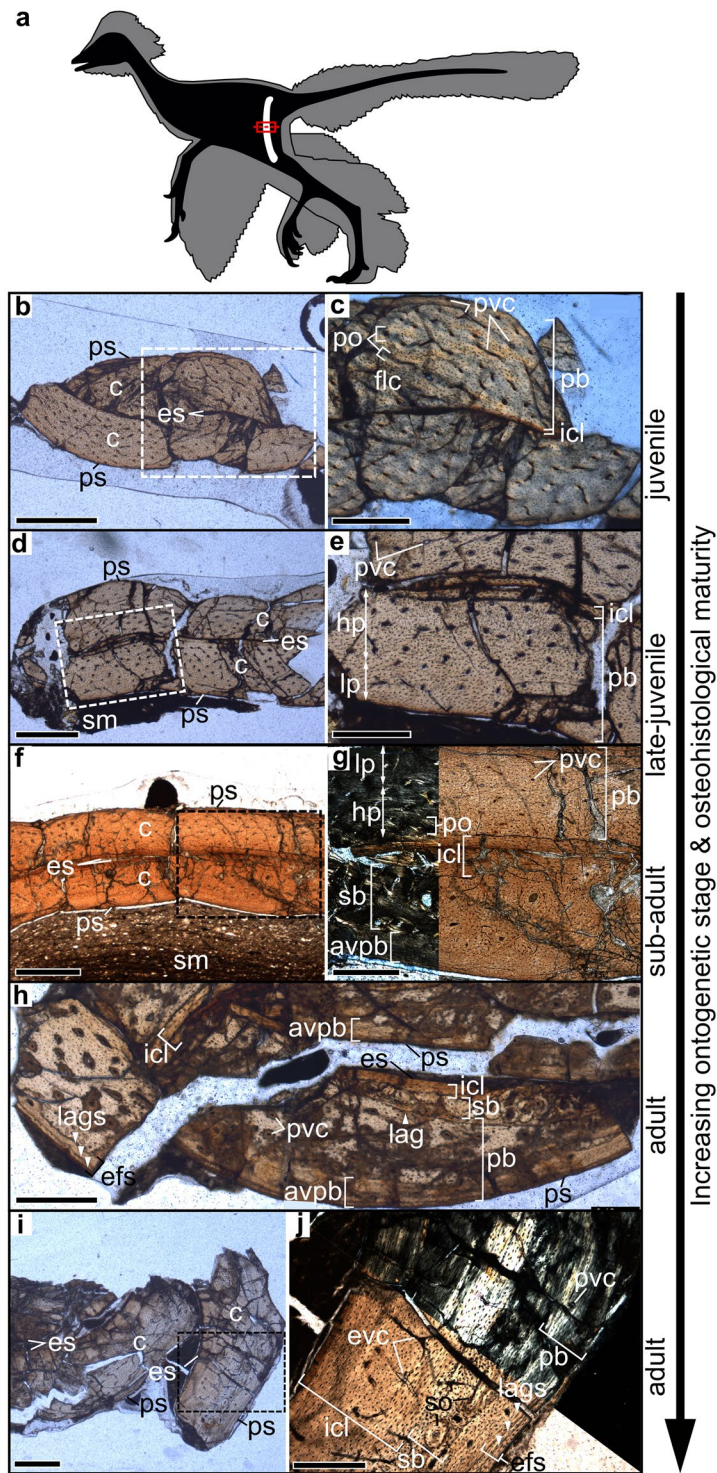 a
b
ps
c
es
c
ps
c
pvc
po
flc
pb
icl
juvenile
d
ps
c
es
c
sm
ps
e
pvc
hp
lp
icl
pb
late-juvenile
f
ps
c
es
c
ps
sm
g
lp
hp
po
icl
sb
avpb
pvc
pb
sub-adult
h
icl
avpb
ps
es
icl
sb
lags
pvc
lag
pb
efs
avpb
ps
adult
i
c
es
c
es
ps
ps
j
pvc
pb
evc
lags
so
icl
sb
efs
adult
Increasing ontogenetic stage & osteohistological maturity